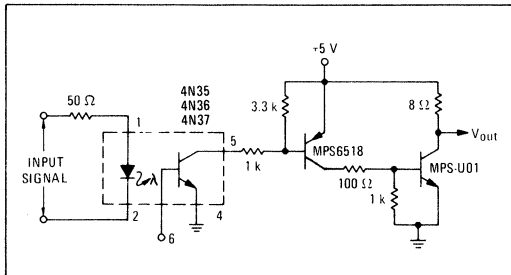 +5 V
4N35
4N36
4N37
50 Ω
1
3.3 k
8 Ω
5
MPS6518
Vout
INPUT
SIGNAL
λ
1 k
MPS-U01
100 Ω
1 k
2
4
6